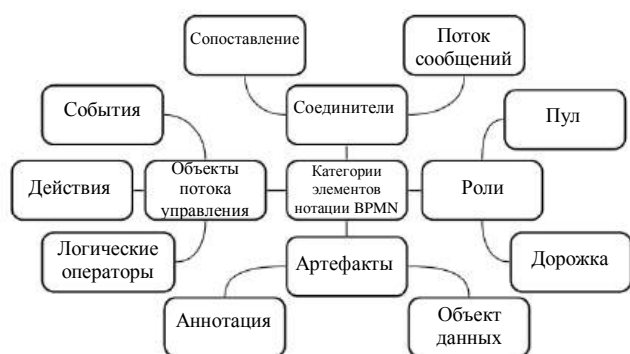 Сопоставление
Поток
сообщений
События
Соединители
Пул
Действия
Объекты
потока
управления
Категории
элементов
нотации BPMN
Роли
Логические
операторы
Артефакты
Дорожка
Аннотация
Объект
данных